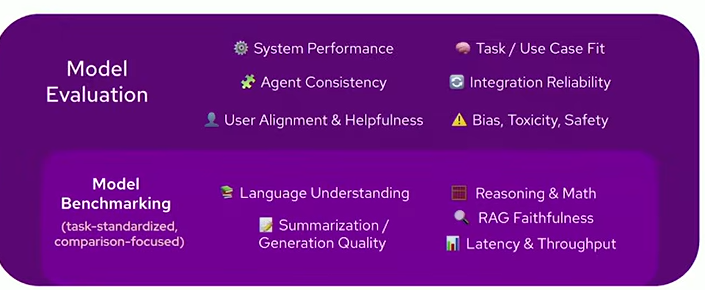 Model
Evaluation
⚙️ System Performance
🧠 Task / Use Case Fit
🧩 Agent Consistency
🔄 Integration Reliability
👤 User Alignment & Helpfulness
⚠️ Bias, Toxicity, Safety
Model
Benchmarking
(task-standardized,
comparison-focused)
📚 Language Understanding
🧮 Reasoning & Math
📝 Summarization /
Generation Quality
🔍 RAG Faithfulness
📊 Latency & Throughput